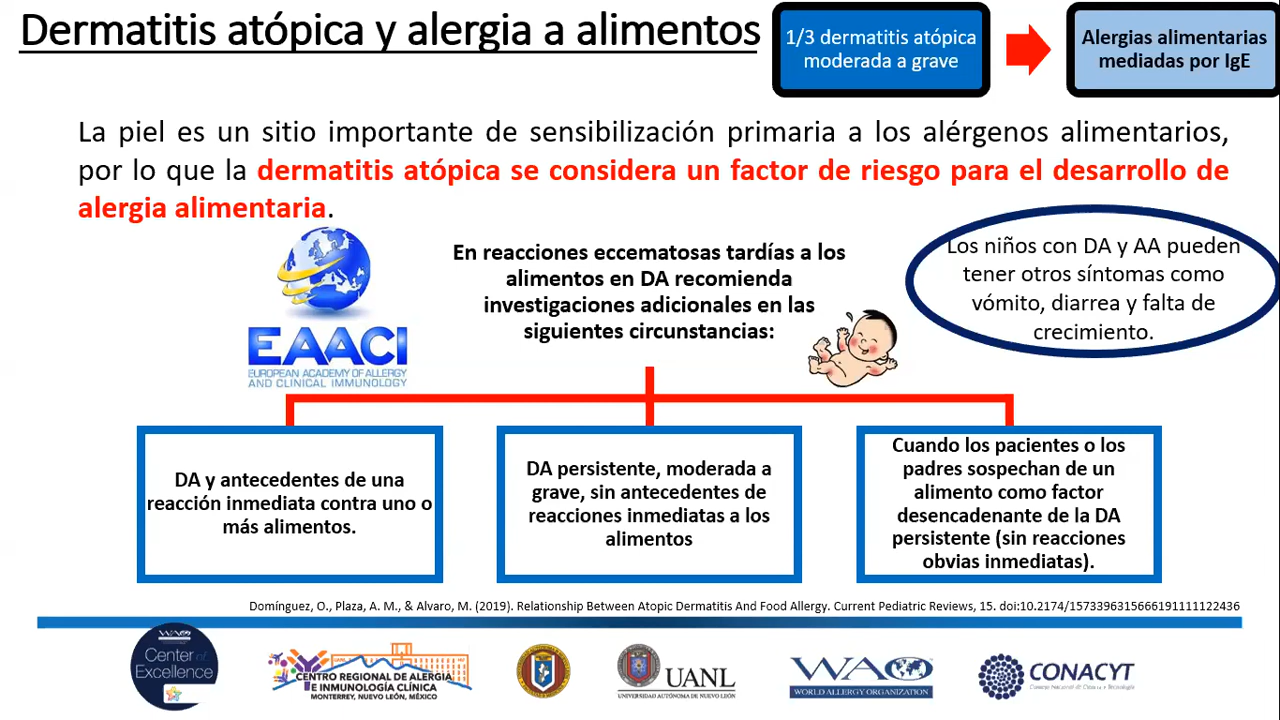 Dermatitis atópica y alergia a alimentos
1/3 dermatitis atópica
moderada a grave
Alergias alimentarias
mediadas por IgE
La piel es un sitio importante de sensibilización primaria a los alérgenos alimentarios,
por lo que la dermatitis atópica se considera un factor de riesgo para el desarrollo de
alergia alimentaria.
En reacciones eccematosas tardías a los
alimentos en DA recomienda
investigaciones adicionales en las
siguientes circunstancias:
Los niños con DA y AA pueden
tener otros síntomas como
vómito, diarrea y falta de
crecimiento.
EAACI
EUROPEAN ACADEMY OF ALLERGY
AND CLINICAL IMMUNOLOGY
DA y antecedentes de una
reacción inmediata contra uno o
más alimentos.
DA persistente, moderada a
grave, sin antecedentes de
reacciones inmediatas a los
alimentos
Cuando los pacientes o los
padres sospechan de un
alimento como factor
desencadenante de la DA
persistente (sin reacciones
obvias inmediatas).
Domínguez, O., Plaza, A. M., & Alvaro, M. (2019). Relationship Between Atopic Dermatitis And Food Allergy. Current Pediatric Reviews, 15. doi:10.2174/1573396315666191111122436
WAO
Center of
Excellence
CENTRO REGIONAL DE ALERGIA
E INMUNOLOGÍA CLÍNICA
MONTERREY, NUEVO LEÓN, MÉXICO
UANL
UNIVERSIDAD AUTÓNOMA DE NUEVO LEÓN
WAO
WORLD ALLERGY ORGANIZATION
CONACYT
Consejo Nacional de Ciencia y Tecnología